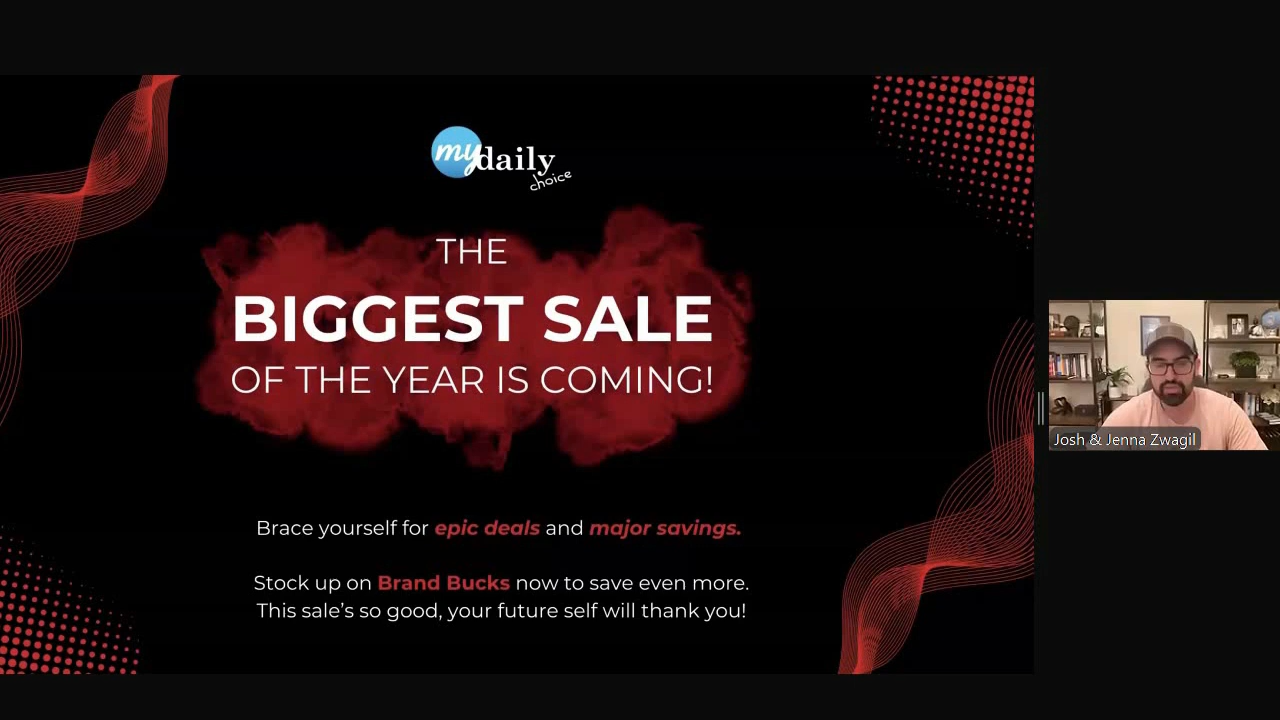 my daily
choice
THE
BIGGEST SALE
OF THE YEAR IS COMING!
Brace yourself for epic deals and major savings.
Stock up on Brand Bucks now to save even more.
This sale’s so good, your future self will thank you!
Josh & Jenna Zwagil